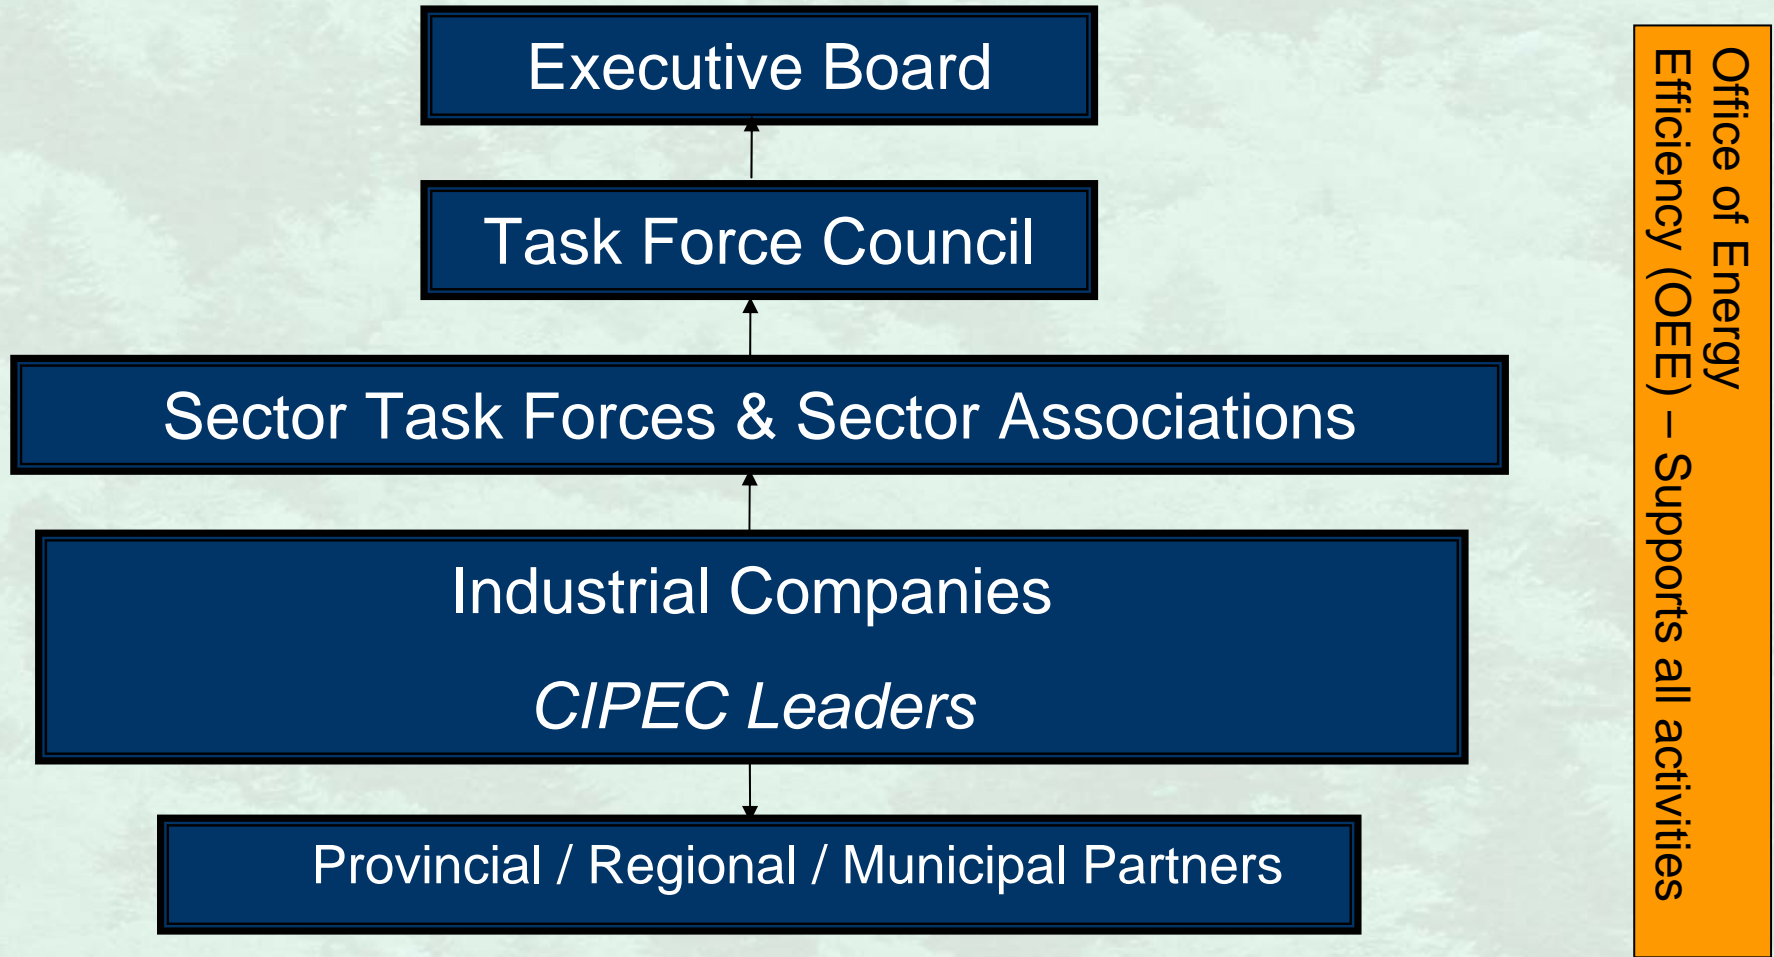 Executive Board
Task Force Council
Sector Task Forces & Sector Associations
Industrial Companies
CIPEC Leaders
Provincial / Regional / Municipal Partners
Office of Energy
Efficiency (OEE) – Supports all activities